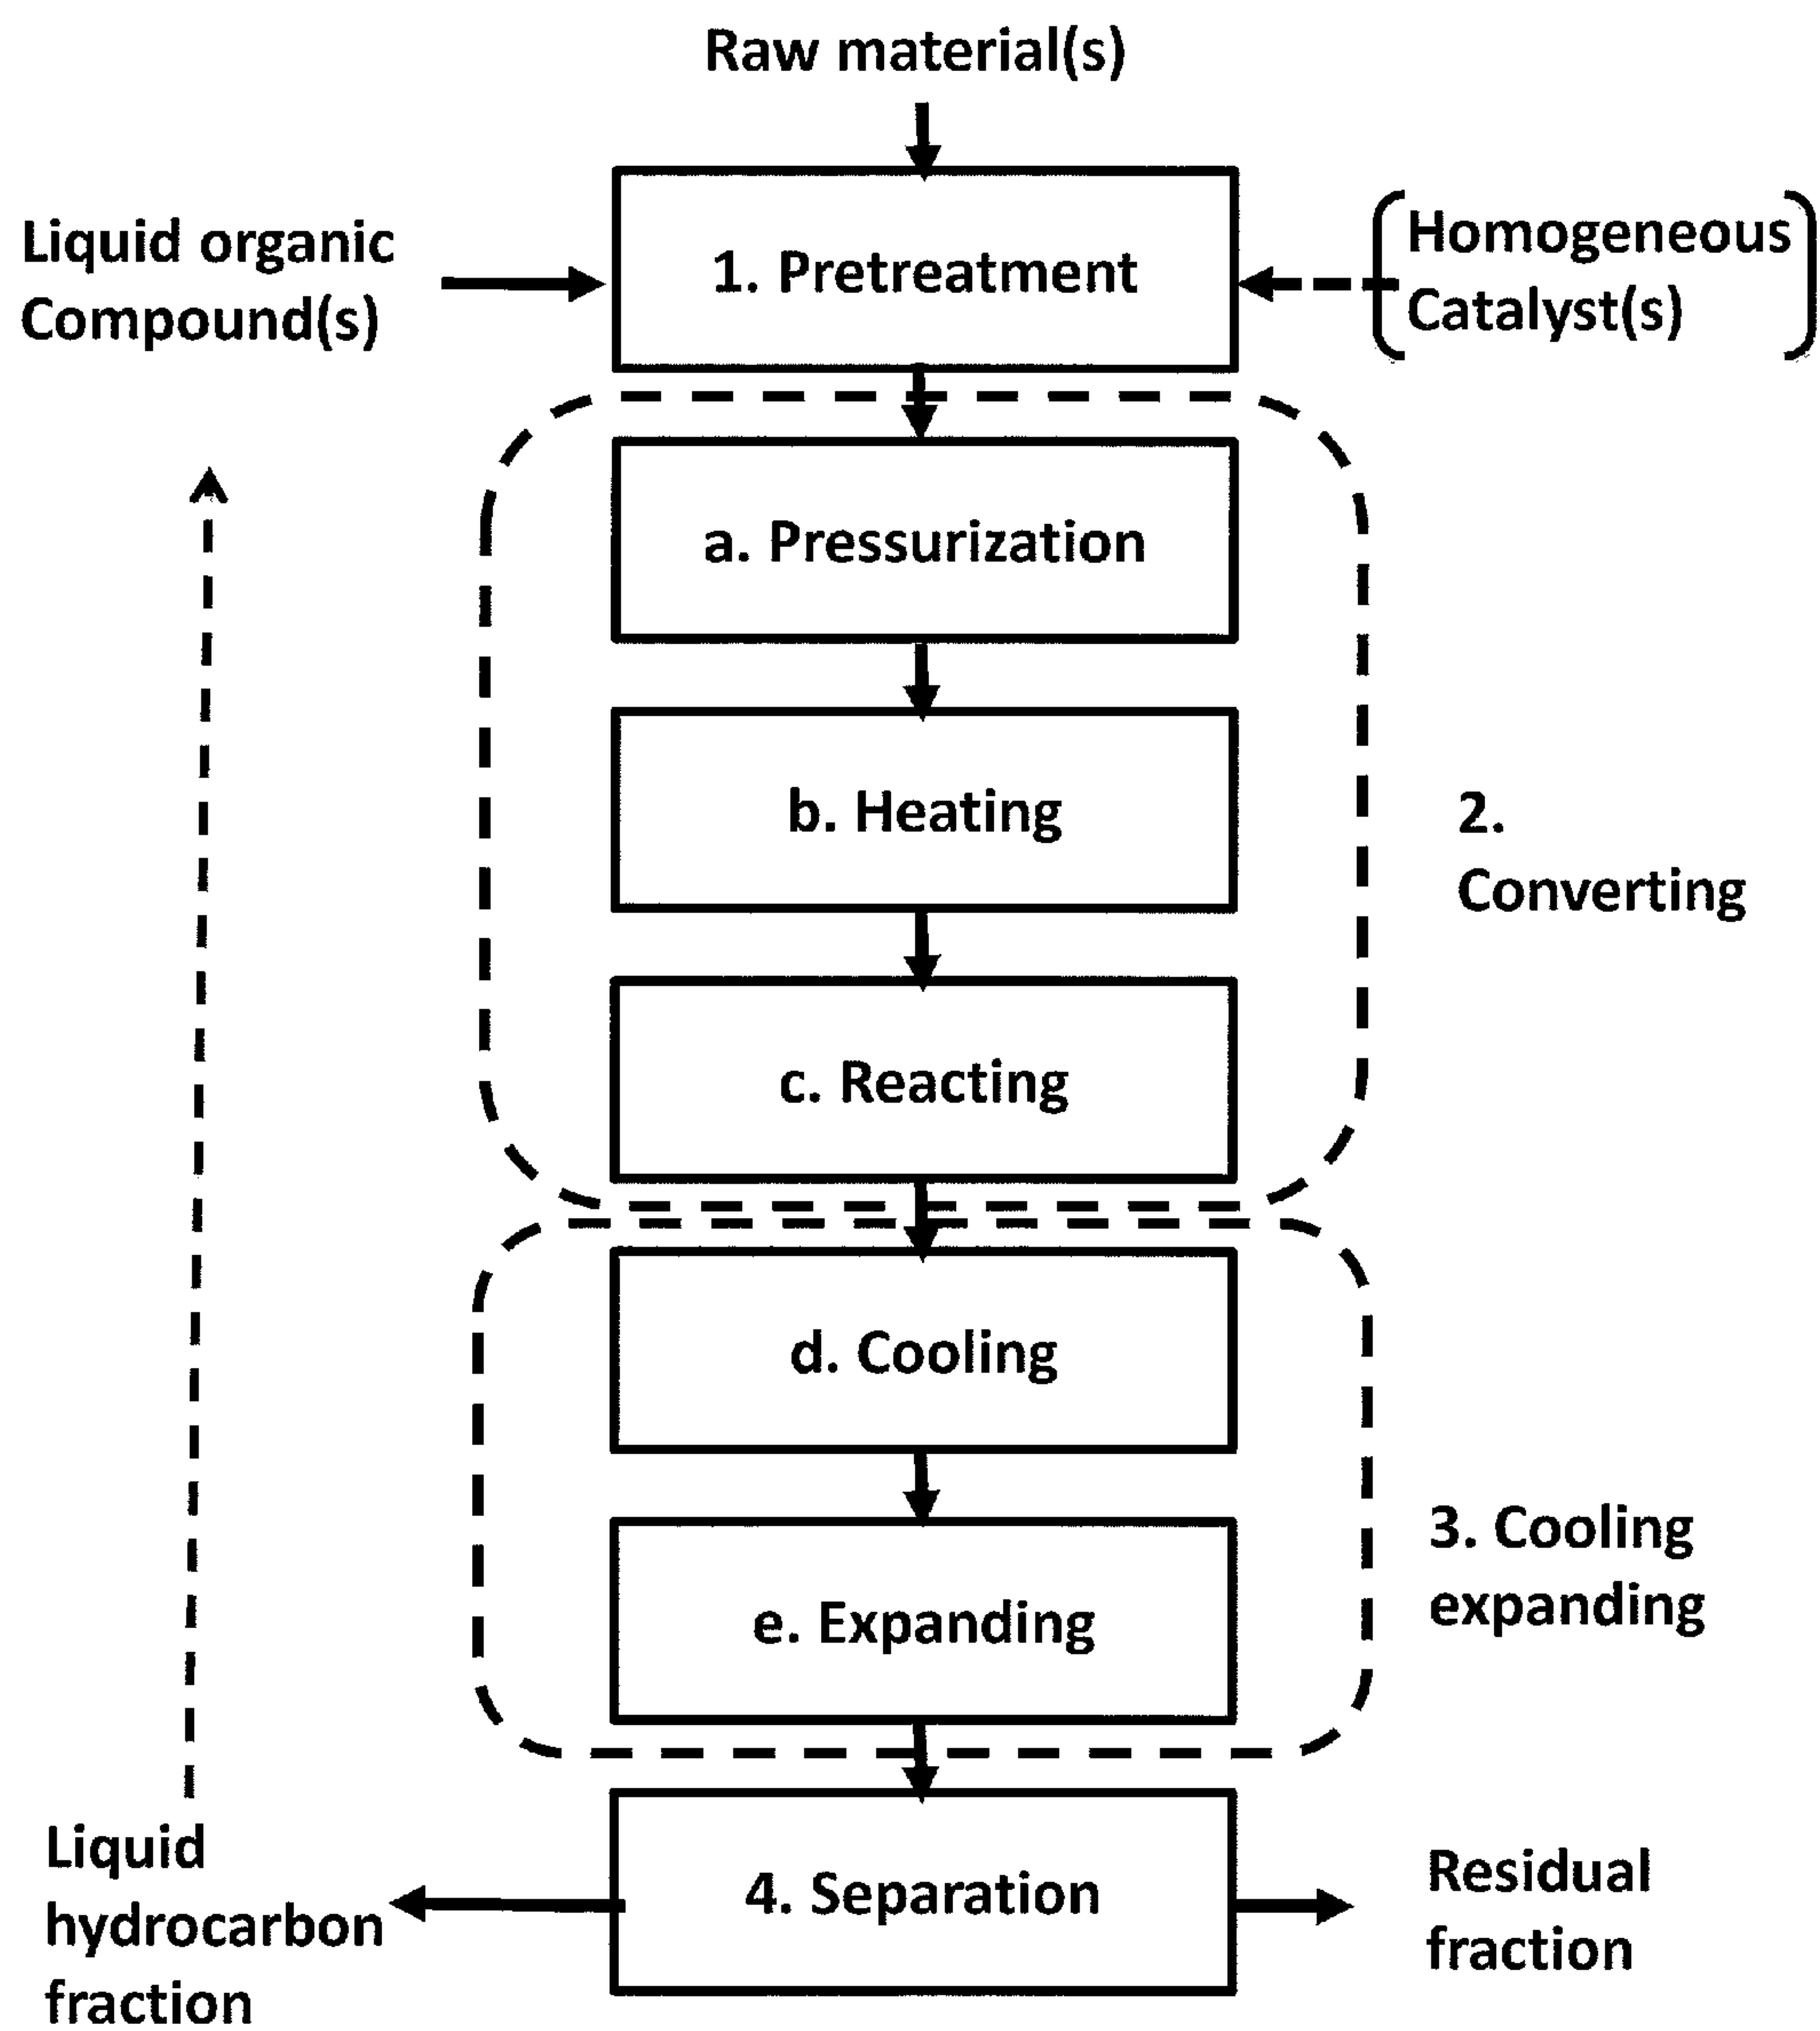 Raw material(s)
Liquid organic
Compound(s)
1. Pretreatment
Homogeneous
Catalyst(s)
a. Pressurization
b. Heating
2.
Converting
c. Reacting
d. Cooling
e. Expanding
3. Cooling
expanding
Liquid
hydrocarbon
fraction
4. Separation
Residual
fraction